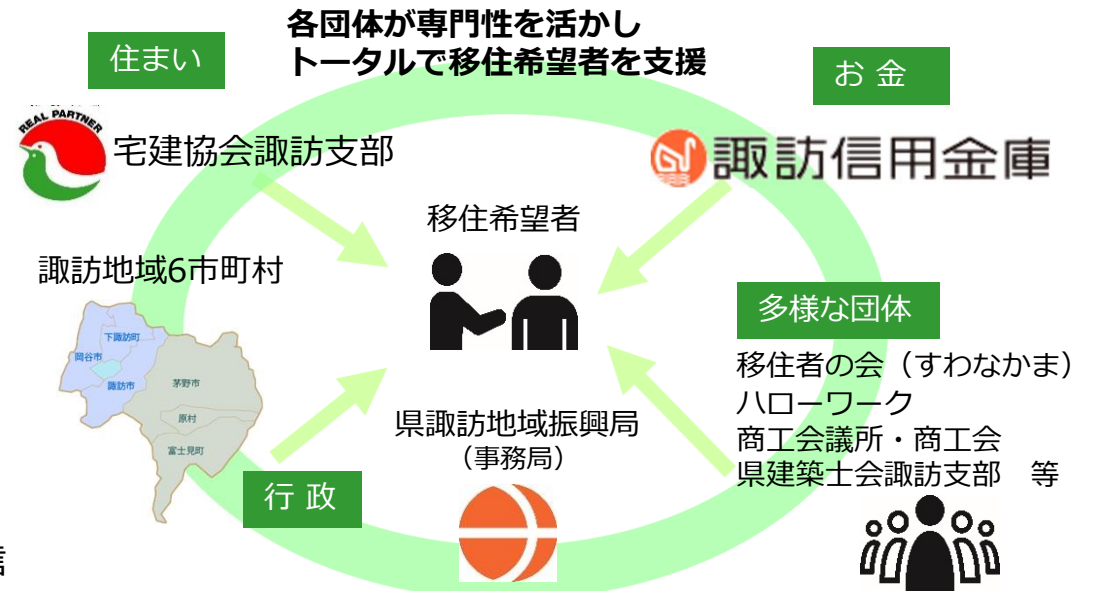 各団体が専門性を活かし
トータルで移住希望者を支援
住まい
お 金
REAL PARTNER
宅建協会諏訪支部
諏訪信用金庫
移住希望者
諏訪地域6市町村
下諏訪町
岡谷市
諏訪市
茅野市
原村
富士見町
多様な団体
移住者の会（すわなかま）
ハローワーク
商工会議所・商工会
県建築士会諏訪支部　等
県諏訪地域振興局
（事務局）
行 政